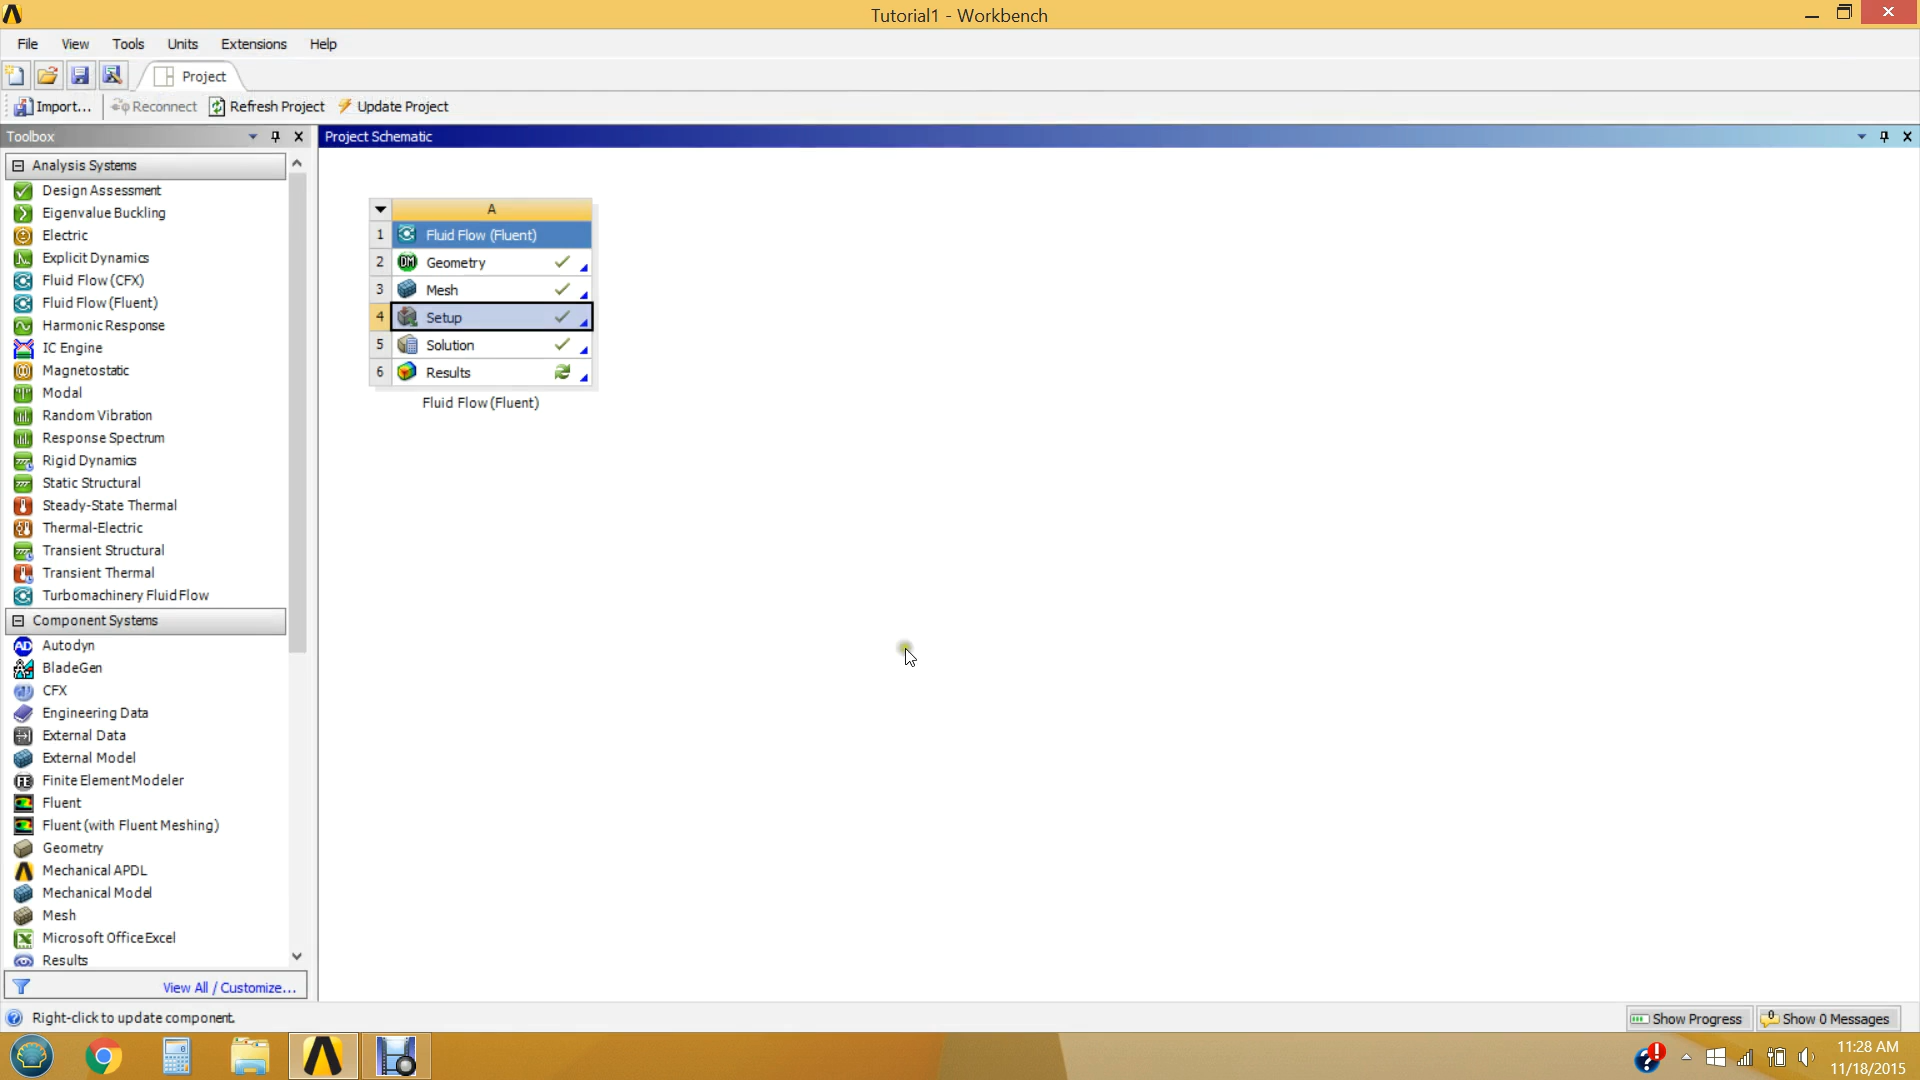 Tutorial1 - Workbench
File View Tools Units Extensions Help
Project
Import... Reconnect Refresh Project Update Project
Toolbox
Project Schematic
Analysis Systems
Design Assessment
Eigenvalue Buckling
Electric
Explicit Dynamics
Fluid Flow (CFX)
Fluid Flow (Fluent)
Harmonic Response
IC Engine
Magnetostatic
Modal
Random Vibration
Response Spectrum
Rigid Dynamics
Static Structural
Steady-State Thermal
Thermal-Electric
Transient Structural
Transient Thermal
Turbomachinery Fluid Flow
Component Systems
Autodyn
BladeGen
CFX
Engineering Data
External Data
External Model
Finite Element Modeler
Fluent
Fluent (with Fluent Meshing)
Geometry
Mechanical APDL
Mechanical Model
Mesh
Microsoft Office Excel
Results
View All / Customize...
A
1 Fluid Flow (Fluent)
2 DM Geometry
3 Mesh
4 Setup
5 Solution
6 Results
Fluid Flow (Fluent)
Right-click to update component.
Show Progress
0 Show 0 Messages
11:28 AM
11/18/2015